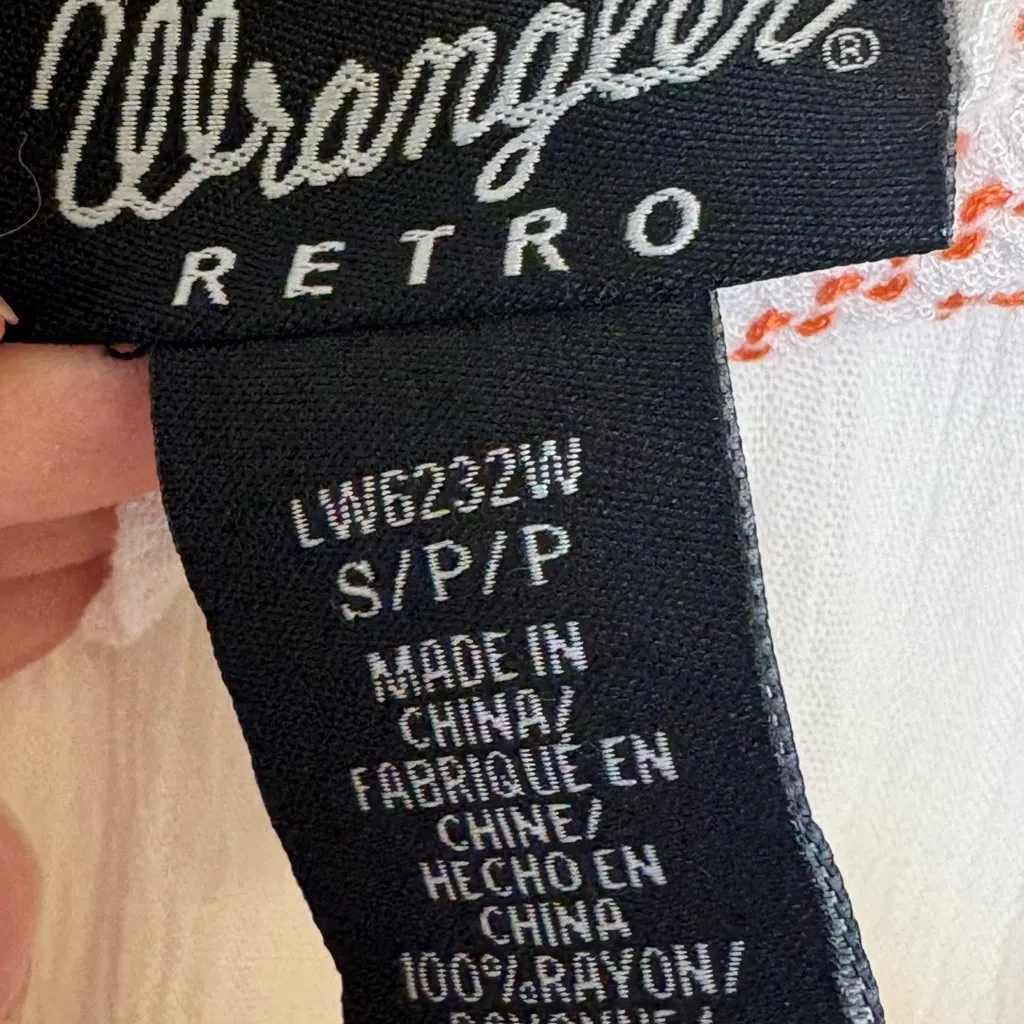 Wrangler®
RETRO
LW6232W
S/P/P
MADE IN
CHINA/
FABRIQUÉ EN
CHINE/
HECHO EN
CHINA
100%RAYON/